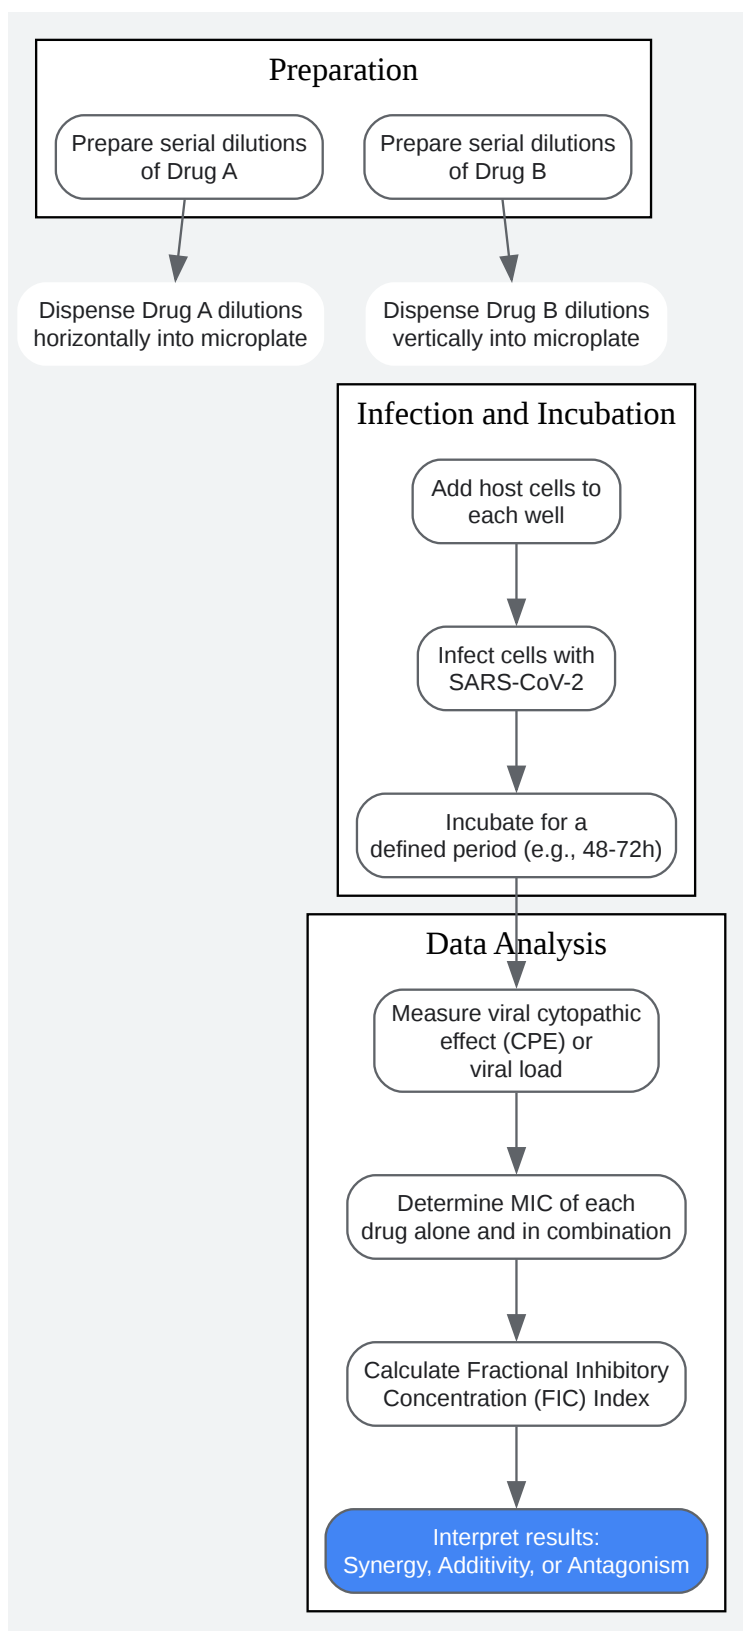 Preparation
Prepare serial dilutions
of Drug A
Prepare serial dilutions
of Drug B
Dispense Drug A dilutions
horizontally into microplate
Dispense Drug B dilutions
vertically into microplate
Infection and Incubation
Add host cells to
each well
Infect cells with
SARS-CoV-2
Incubate for a
defined period (e.g., 48-72h)
Data Analysis
Measure viral cytopathic
effect (CPE) or
viral load
Determine MIC of each
drug alone and in combination
Calculate Fractional Inhibitory
Concentration (FIC) Index
Interpret results:
Synergy, Additivity, or Antagonism